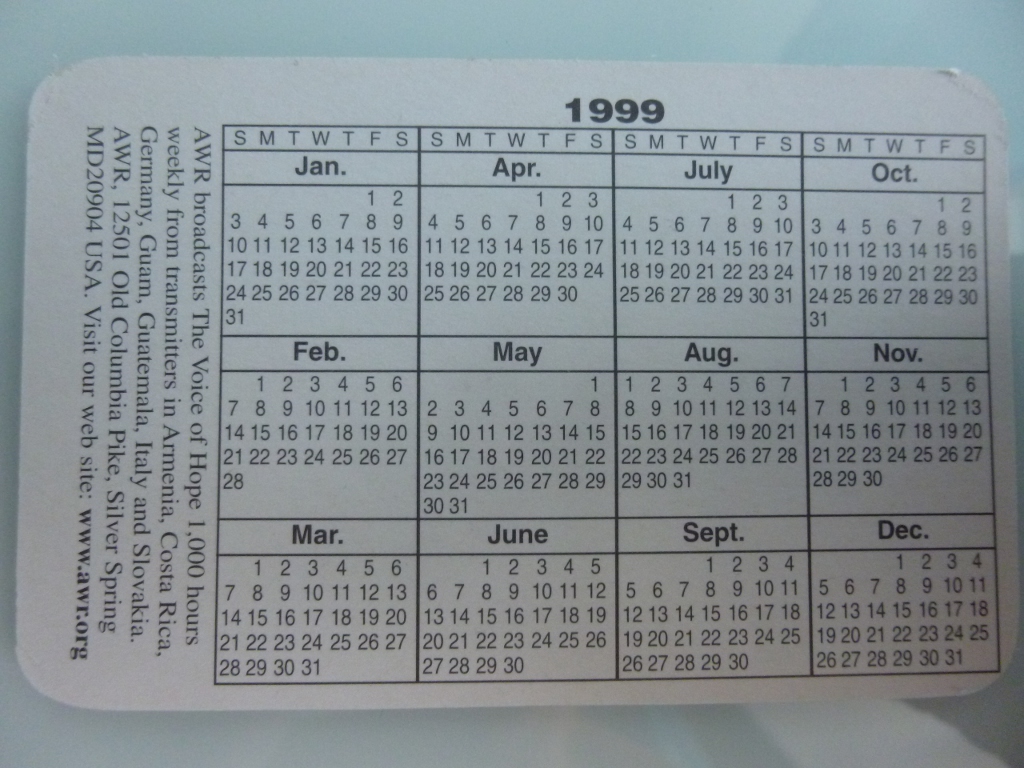 1999
S M T W T F S S M T W T F S S M T W T F S S M T W T F S
Jan.
1 2
3 4 5 6 7 8 9
10 11 12 13 14 15 16
17 18 19 20 21 22 23
24 25 26 27 28 29 30
31
Feb.
1 2 3 4 5 6
7 8 9 10 11 12 13
14 15 16 17 18 19 20
21 22 23 24 25 26 27
28
Mar.
1 2 3 4 5 6
7 8 9 10 11 12 13
14 15 16 17 18 19 20
21 22 23 24 25 26 27
28 29 30 31
Apr.
1 2 3
4 5 6 7 8 9 10
11 12 13 14 15 16 17
18 19 20 21 22 23 24
25 26 27 28 29 30
May
1
2 3 4 5 6 7 8
9 10 11 12 13 14 15
16 17 18 19 20 21 22
23 24 25 26 27 28 29
30 31
June
1 2 3 4 5
6 7 8 9 10 11 12
13 14 15 16 17 18 19
20 21 22 23 24 25 26
27 28 29 30
July
1 2 3
4 5 6 7 8 9 10
11 12 13 14 15 16 17
18 19 20 21 22 23 24
25 26 27 28 29 30 31
Aug.
1 2 3 4 5 6 7
8 9 10 11 12 13 14
15 16 17 18 19 20 21
22 23 24 25 26 27 28
29 30 31
Sept.
1 2 3 4
5 6 7 8 9 10 11
12 13 14 15 16 17 18
19 20 21 22 23 24 25
26 27 28 29 30
Oct.
1 2
3 4 5 6 7 8 9
10 11 12 13 14 15 16
17 18 19 20 21 22 23
24 25 26 27 28 29 30
31
Nov.
1 2 3 4 5 6
7 8 9 10 11 12 13
14 15 16 17 18 19 20
21 22 23 24 25 26 27
28 29 30
Dec.
1 2 3 4
5 6 7 8 9 10 11
12 13 14 15 16 17 18
19 20 21 22 23 24 25
26 27 28 29 30 31
AWR broadcasts The Voice of Hope 1,000 hours
weekly from transmitters in Armenia, Costa Rica,
Germany, Guam, Guatemala, Italy and Slovakia.
AWR, 12501 Old Columbia Pike, Silver Spring
MD20904 USA. Visit our web site: www.awr.org